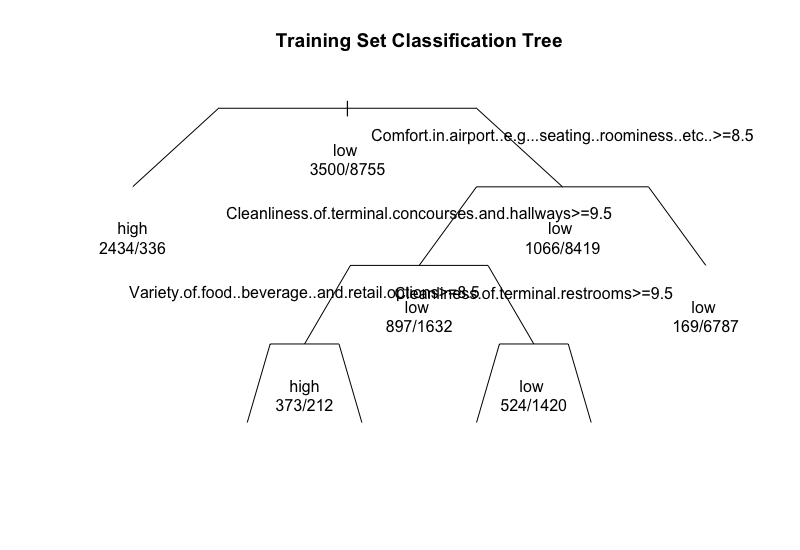 Training Set Classification Tree
Comfort.in.airport..e.g...seating..roominess..etc..>=8.5
low
3500/8755
Cleanliness.of.terminal.concourses.and.hallways>=9.5
high
2434/336
low
1066/8419
Variety.of.food..beverage..and.retail.options>=8.5
Cleanliness.of.terminal.restrooms>=9.5
low
897/1632
low
169/6787
high
373/212
low
524/1420